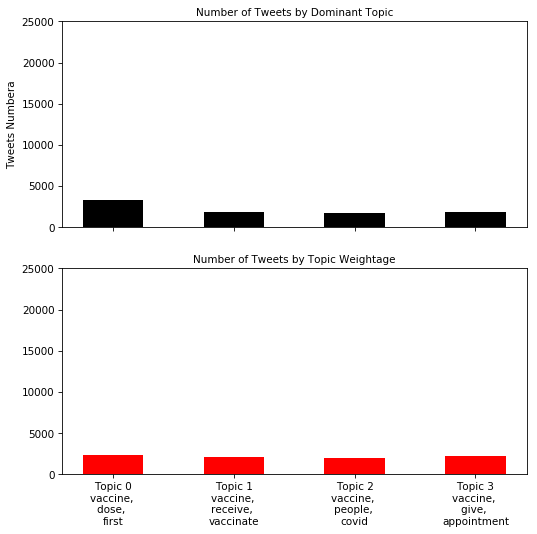 Number of Tweets by Dominant Topic
25000
20000
15000
10000
5000
0
Tweets Numbera
Number of Tweets by Topic Weightage
25000
20000
15000
10000
5000
0
Topic 0
vaccine,
dose,
first
Topic 1
vaccine,
receive,
vaccinate
Topic 2
vaccine,
people,
covid
Topic 3
vaccine,
give,
appointment